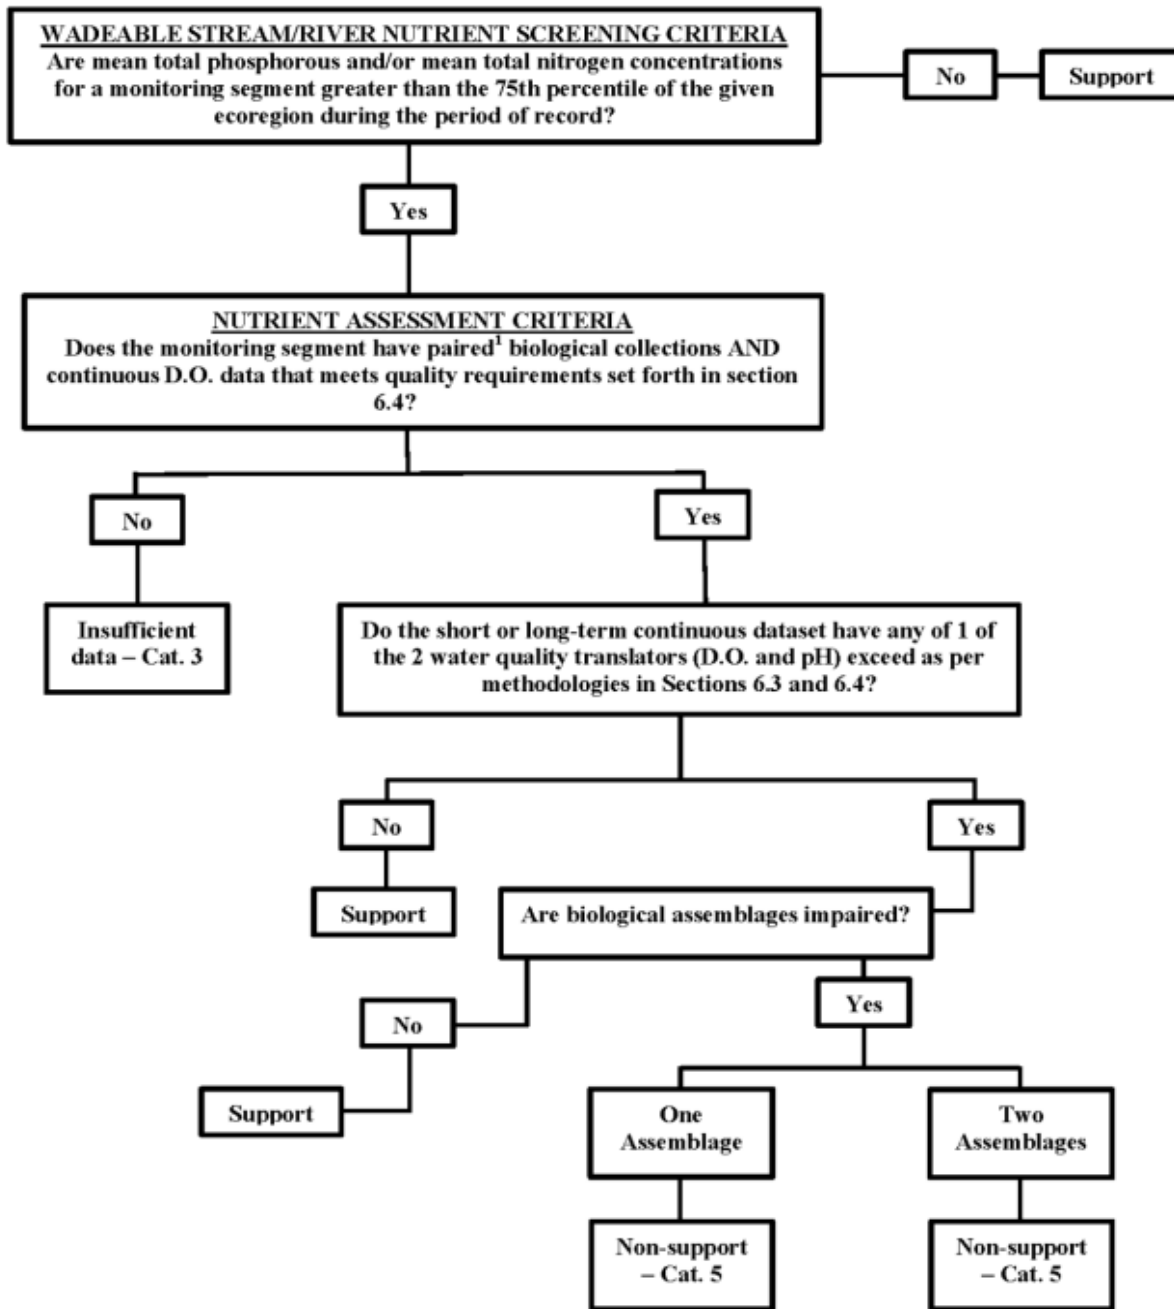 WADEABLE STREAM/RIVER NUTRIENT SCREENING CRITERIA
Are mean total phosphorous and/or mean total nitrogen concentrations
for a monitoring segment greater than the 75th percentile of the given
ecoregion during the period of record?
No
Support
Yes
NUTRIENT ASSESSMENT CRITERIA
Does the monitoring segment have paired¹ biological collections AND
continuous D.O. data that meets quality requirements set forth in section
6.4?
No
Yes
Insufficient
data – Cat. 3
Do the short or long-term continuous dataset have any of 1 of
the 2 water quality translators (D.O. and pH) exceed as per
methodologies in Sections 6.3 and 6.4?
No
Yes
Support
Are biological assemblages impaired?
No
Yes
Support
One
Assemblage
Two
Assemblages
Non-support
– Cat. 5
Non-support
– Cat. 5